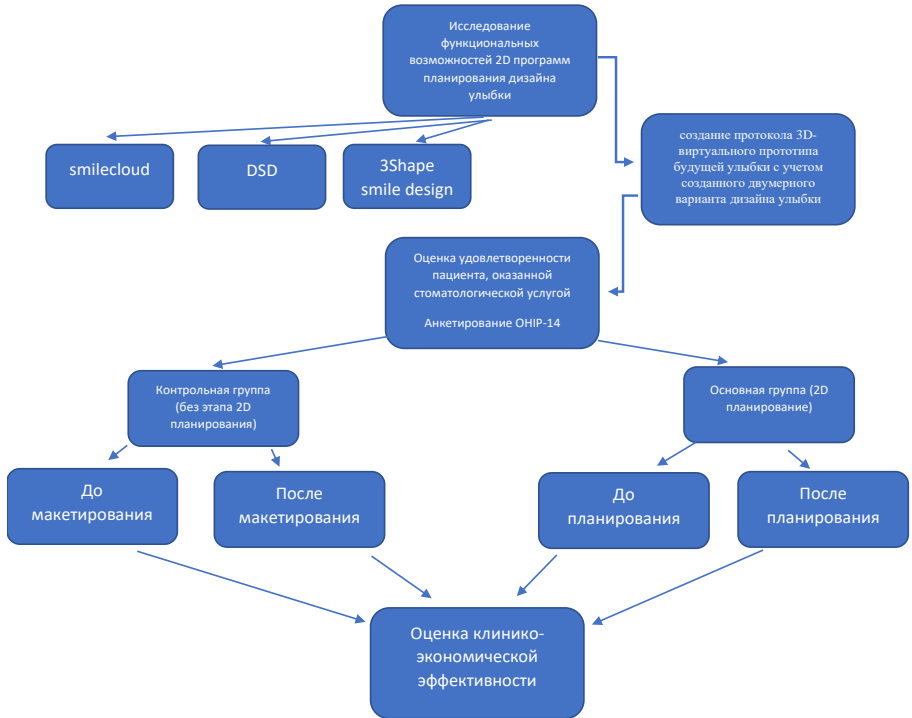 Исследование
функциональных
возможностей 2D программ
планирования дизайна
улыбки
smilecloud
DSD
3Shape
smile design
создание протокола 3D-
виртуального прототипа
будущей улыбки с учетом
созданного двумерного
варианта дизайна улыбки
Оценка удовлетворенности
пациента, оказанной
стоматологической услугой
Анкетирование OHIP-14
Контрольная группа
(без этапа 2D
планирования)
Основная группа (2D
планирование)
До
макетирования
После
макетирования
До
планирования
После
планирования
Оценка клинико-
экономической
эффективности